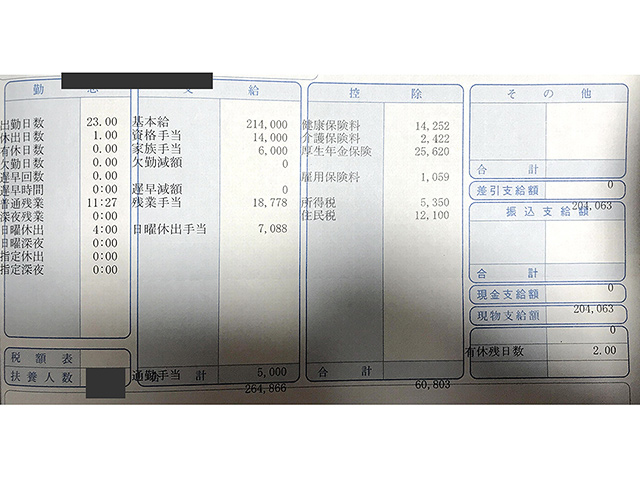 勤 怠
出勤日数 23.00
休出日数 1.00
有休日数 0.00
欠勤日数 0.00
遅早回数 0.00
遅早時間 0:00
普通残業 11:27
深夜残業 0:00
日曜休出 4:00
日曜深夜 0:00
指定休出 0:00
指定深夜 0:00
税額表
扶養人数
支 給
基本給 214,000
資格手当 14,000
家族手当 6,000
欠勤減額 0
遅早減額 0
残業手当 18,778
日曜休出手当 7,088
通勤手当 5,000
計 264,866
控 除
健康保険料 14,252
介護保険料 2,422
厚生年金保険 25,620
雇用保険料 1,059
所得税 5,350
住民税 12,100
合 計 60,803
その他
合 計 0
差引支給額 204,063
振込支給額
合 計 0
現金支給額 204,063
現物支給額 0
有休残日数 2.00